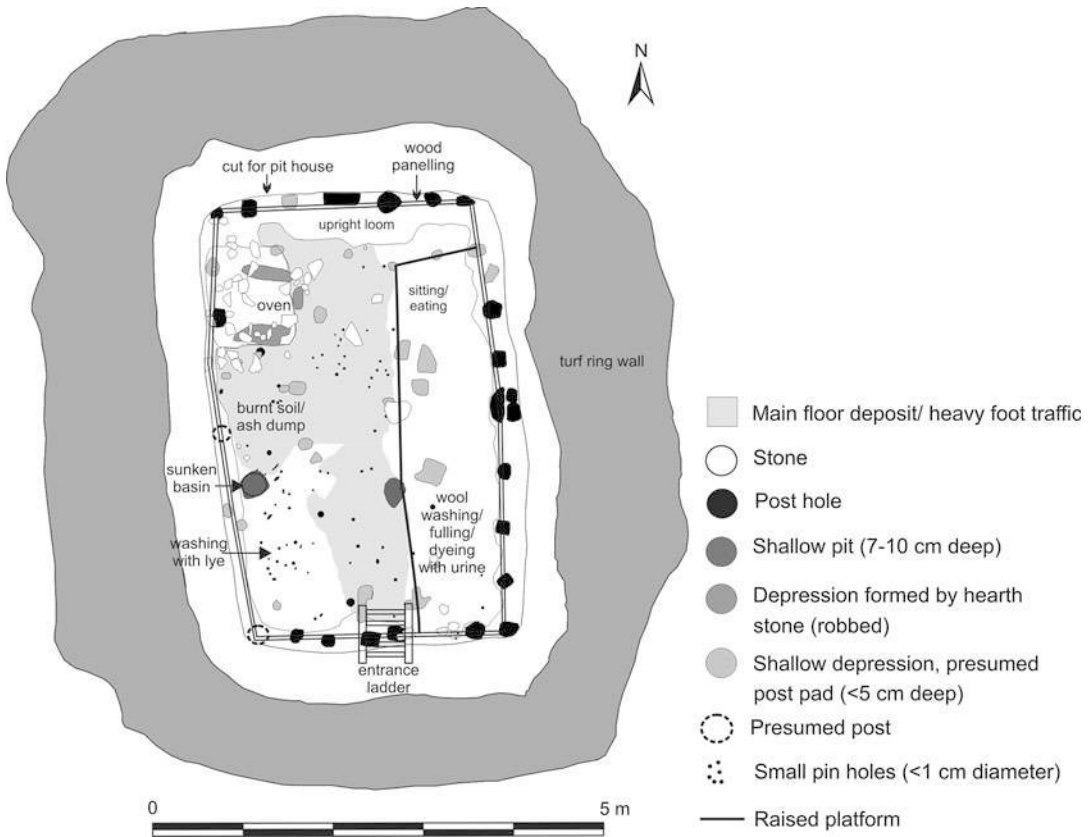 N
wood
panelling
cut for pit house
upright loom
sitting/
eating
oven
turf ring wall
burnt soil/
ash dump
sunken
basin
wool
washing/
fulling/
dyeing
with urine
washing
with lye
entrance
ladder
Main floor deposit/ heavy foot traffic
Stone
Post hole
Shallow pit (7-10 cm deep)
Depression formed by hearth
stone (robbed)
Shallow depression, presumed
post pad (<5 cm deep)
Presumed post
Small pin holes (<1 cm diameter)
Raised platform
0
5 m